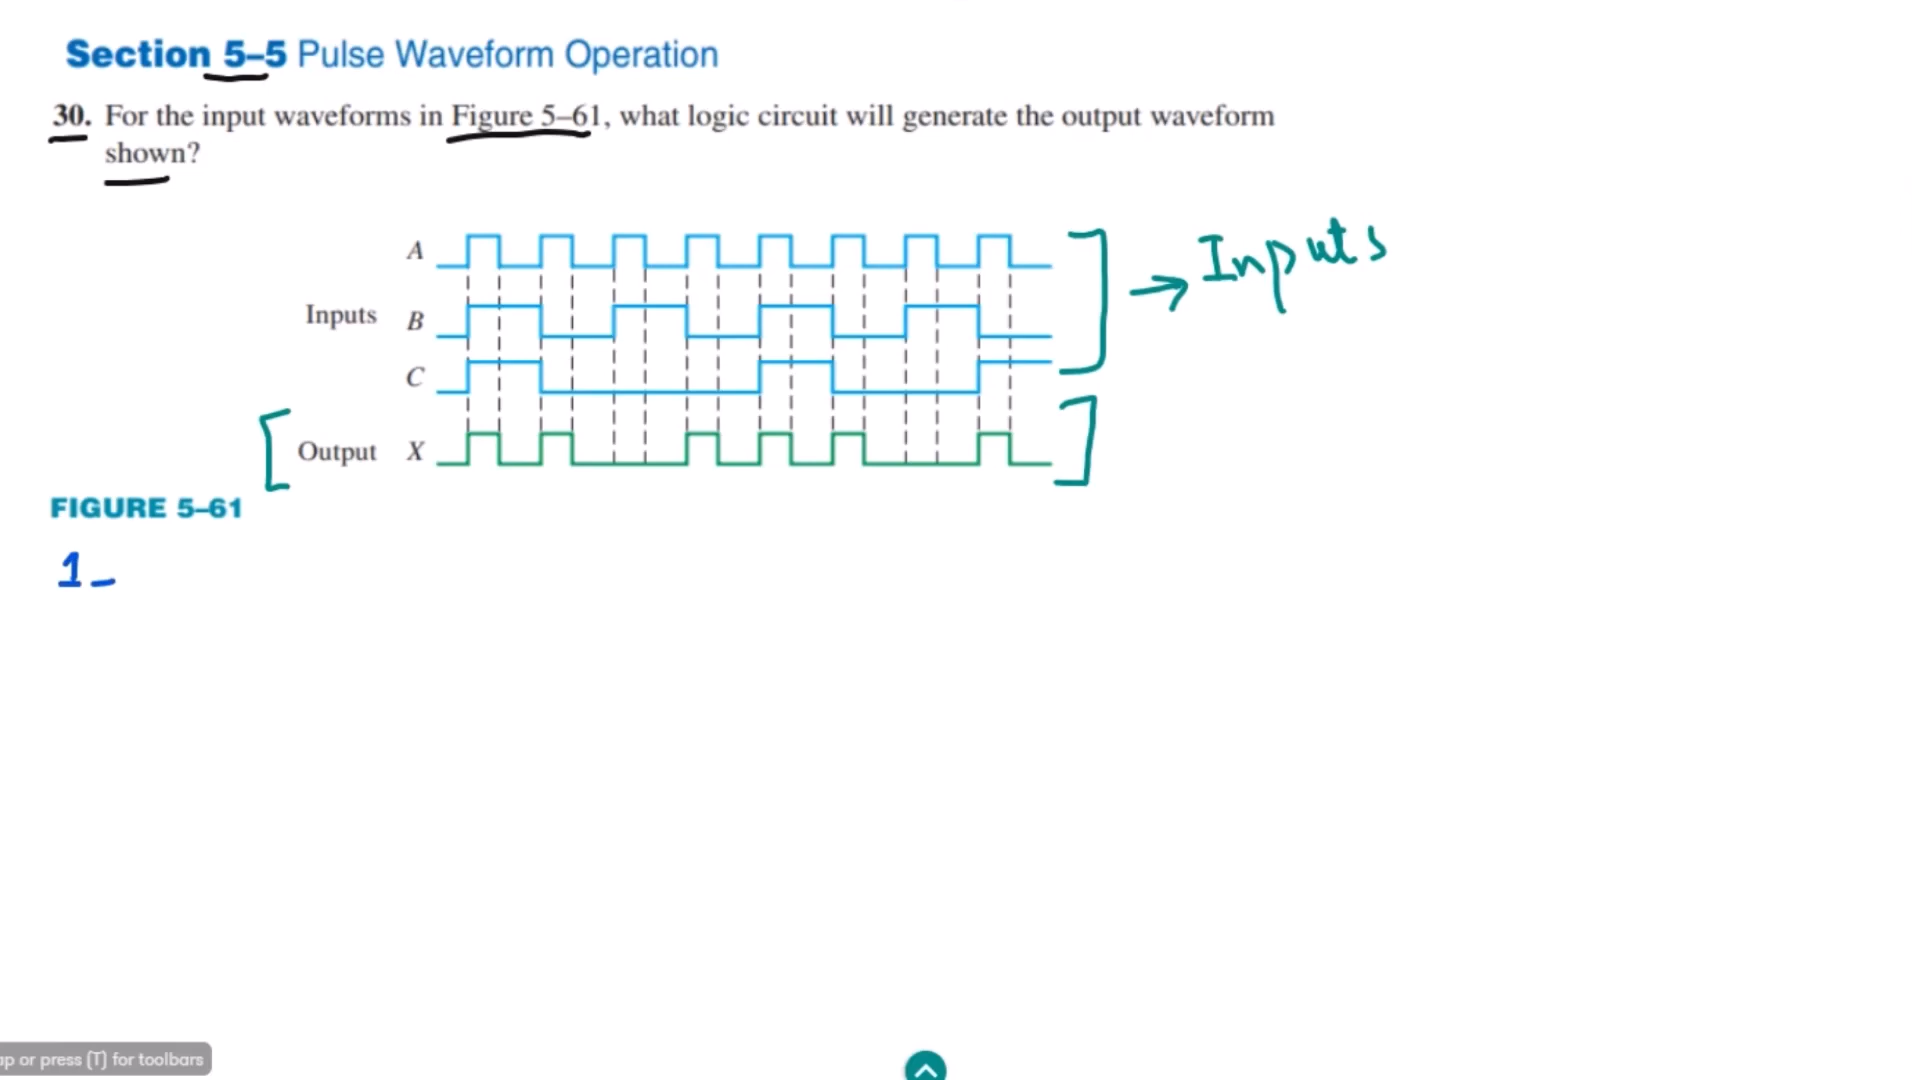 Section 5–5 Pulse Waveform Operation
30. For the input waveforms in Figure 5–61, what logic circuit will generate the output waveform
shown?
A
Inputs
Inputs B
C
Output X
FIGURE 5–61
1–
ap or press (T) for toolbars